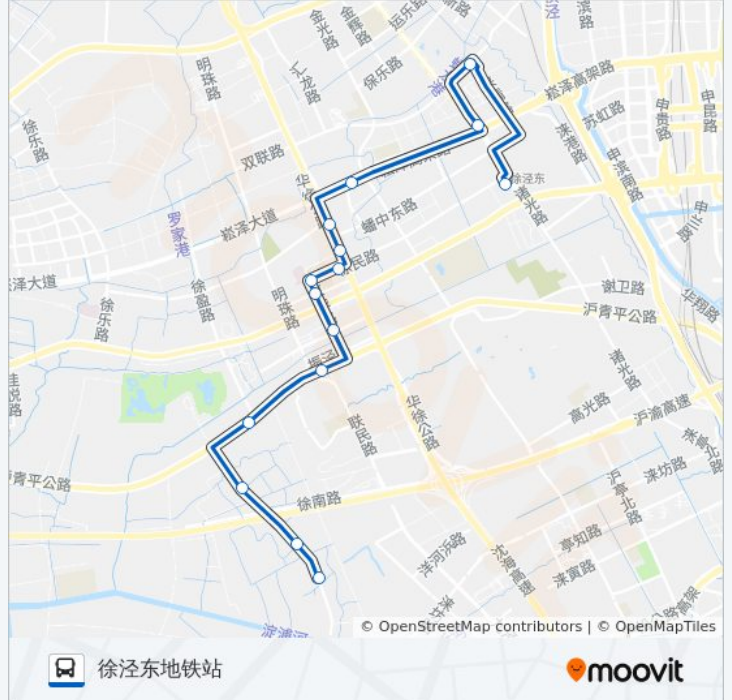 金光路
金辉路
运乐路
明珠路
汇龙路
保乐路
崧泽高架路
苏虹路
申贵路
申昆路
涞港路
申滨南路
徐乐路
双联路
徐泾东
诸光路
罗家港
崧泽大道
蟠中东路
泽大道
民路
徐盈路
明珠路
徐乐路
谢卫路
沪青平公路
华翔路
诸光路
高光路
沪渝高速
联民路
华徐公路
青平公路
徐南路
沪亭北路
涞坊路
亭知路
涞寅路
洋河浜路
沈海高速
© OpenStreetMap contributors | © OpenMapTiles
徐泾东地铁站
moovit